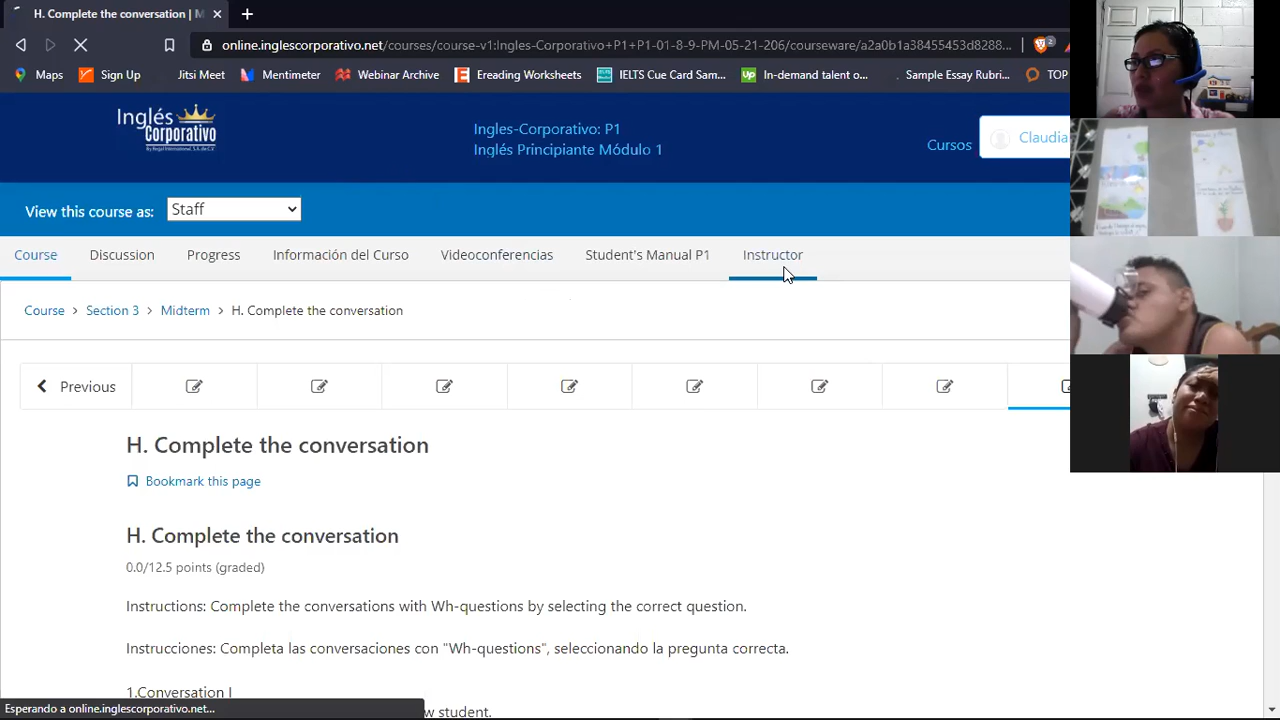 H. Complete the conversation | M
online.inglescorporativo.net/courses/course-v1:Ingles-Corporativo+P1+P1-01-8-3-PM-05-21-206/courseware/a2a0b1a38455453d8288...
2
Maps
Sign Up
Jitsi Meet
Mentimeter
Webinar Archive
Ereading Worksheets
IELTS Cue Card Sam...
In-demand talent o...
Sample Essay Rubri...
TOP
Inglés
Corporativo
Ingles-Corporativo: P1
Inglés Principiante Módulo 1
Cursos
Claudia
View this course as:
Staff
Course
Discussion
Progress
Información del Curso
Videoconferencias
Student's Manual P1
Instructor
Course > Section 3 > Midterm > H. Complete the conversation
Previous
H. Complete the conversation
Bookmark this page
H. Complete the conversation
0.0/12.5 points (graded)
Instructions: Complete the conversations with Wh-questions by selecting the correct question.
Instrucciones: Completa las conversaciones con "Wh-questions", seleccionando la pregunta correcta.
1.Conversation I
w student.
Esperando a online.inglescorporativo.net...